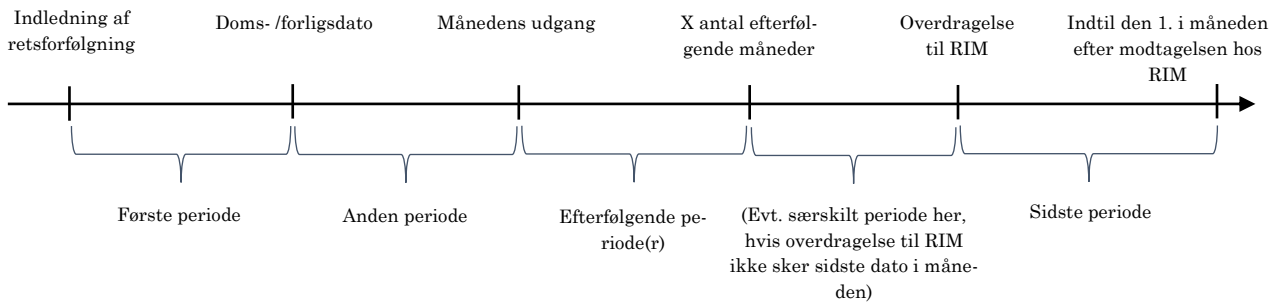 Indledning af
retsforfølgning
Doms- /forligsdato
Månedens udgang
X antal efterføl-
gende måneder
Overdragelse
til RIM
Indtil den 1. i måneden
efter modtagelsen hos
RIM
Første periode
Anden periode
Efterfølgende pe-
riode(r)
(Evt. særskilt periode her,
hvis overdragelse til RIM
ikke sker sidste dato i måne-
den)
Sidste periode